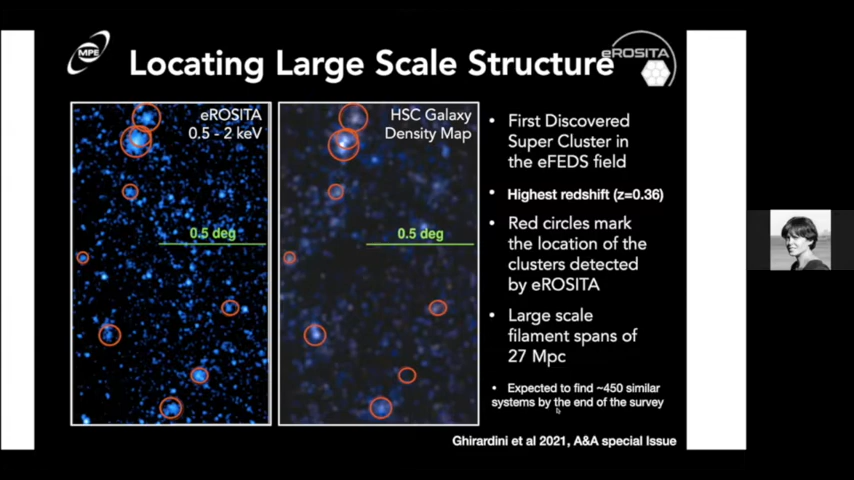 MPE
Locating Large Scale Structure
eROSITA
eROSITA
0.5 - 2 keV
0.5 deg
HSC Galaxy
Density Map
0.5 deg
• First Discovered
Super Cluster in
the eFEDS field
• Highest redshift (z=0.36)
• Red circles mark
the location of the
clusters detected
by eROSITA
• Large scale
filament spans of
27 Mpc
• Expected to find ~450 similar
systems by the end of the survey
Ghirardini et al 2021, A&A special Issue